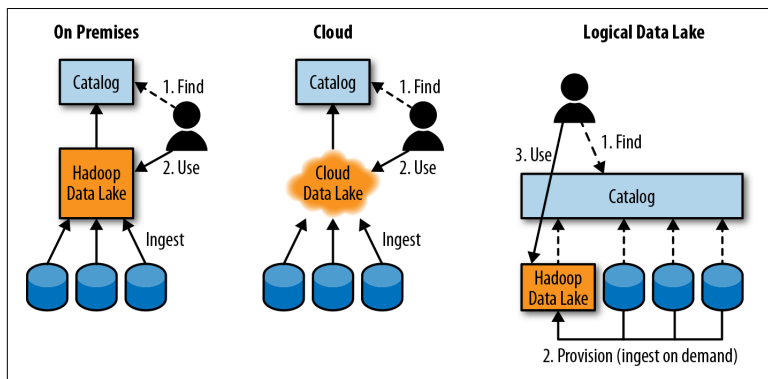 On Premises
Catalog
1. Find
2. Use
Hadoop
Data Lake
Ingest
Cloud
Catalog
1. Find
2. Use
Cloud
Data Lake
Ingest
Logical Data Lake
1. Find
3. Use
Catalog
Hadoop
Data Lake
2. Provision (ingest on demand)